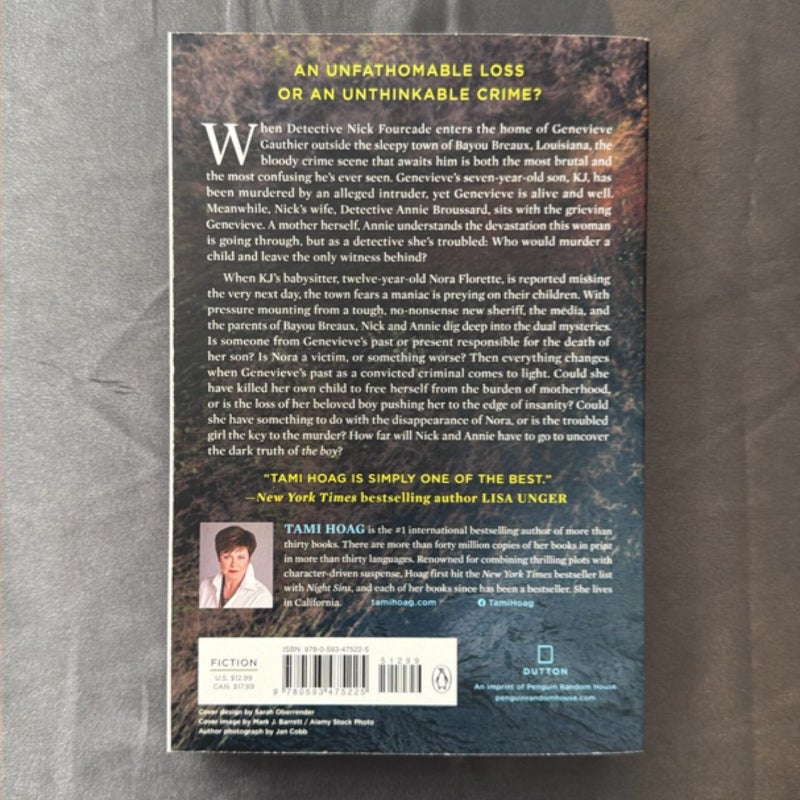 AN UNFATHOMABLE LOSS
OR AN UNTHINKABLE CRIME?
When Detective Nick Fourcade enters the home of Genevieve
Gauthier outside the sleepy town of Bayou Breaux, Louisiana, the
bloody crime scene that awaits him is both the most brutal and
the most confusing he's ever seen. Genevieve's seven-year-old son, KJ, has
been murdered by an alleged intruder, yet Genevieve is alive and well.
Meanwhile, Nick's wife, Detective Annie Broussard, sits with the grieving
Genevieve. A mother herself, Annie understands the devastation this woman
is going through, but as a detective she's troubled: Who would murder a
child and leave the only witness behind?
When KJ's babysitter, twelve-year-old Nora Florette, is reported missing
the very next day, the town fears a maniac is preying on their children. With
pressure mounting from a tough, no-nonsense new sheriff, the media, and
the parents of Bayou Breaux, Nick and Annie dig deep into the dual mysteries.
Is someone from Genevieve's past or present responsible for the death of
her son? Is Nora a victim, or something worse? Then everything changes
when Genevieve's past as a convicted criminal comes to light. Could she
have killed her own child to free herself from the burden of motherhood,
or is the loss of her beloved boy pushing her to the edge of insanity? Could
she have something to do with the disappearance of Nora, or is the troubled
girl the key to the murder? How far will Nick and Annie have to go to uncover
the dark truth of the boy?
"TAMI HOAG IS SIMPLY ONE OF THE BEST."
—New York Times bestselling author LISA UNGER
TAMI HOAG is the #1 international bestselling author of more than
thirty books. There are more than forty million copies of her books in print
in more than thirty languages. Renowned for combining thrilling plots with
character-driven suspense, Hoag first hit the New York Times bestseller list
with Night Sins, and each of her books since has been a bestseller. She lives
in California. tamihoag.com TamiHoag
FICTION
U.S. $12.99
CAN. $17.99
ISBN 978-0-593-47522-5
51299
9 780593 475225
DUTTON
An imprint of Penguin Random House
penguinrandomhouse.com
Cover design by Sarah Oberrender
Cover image by Mark J. Barrett / Alamy Stock Photo
Author photograph by Jan Cobb